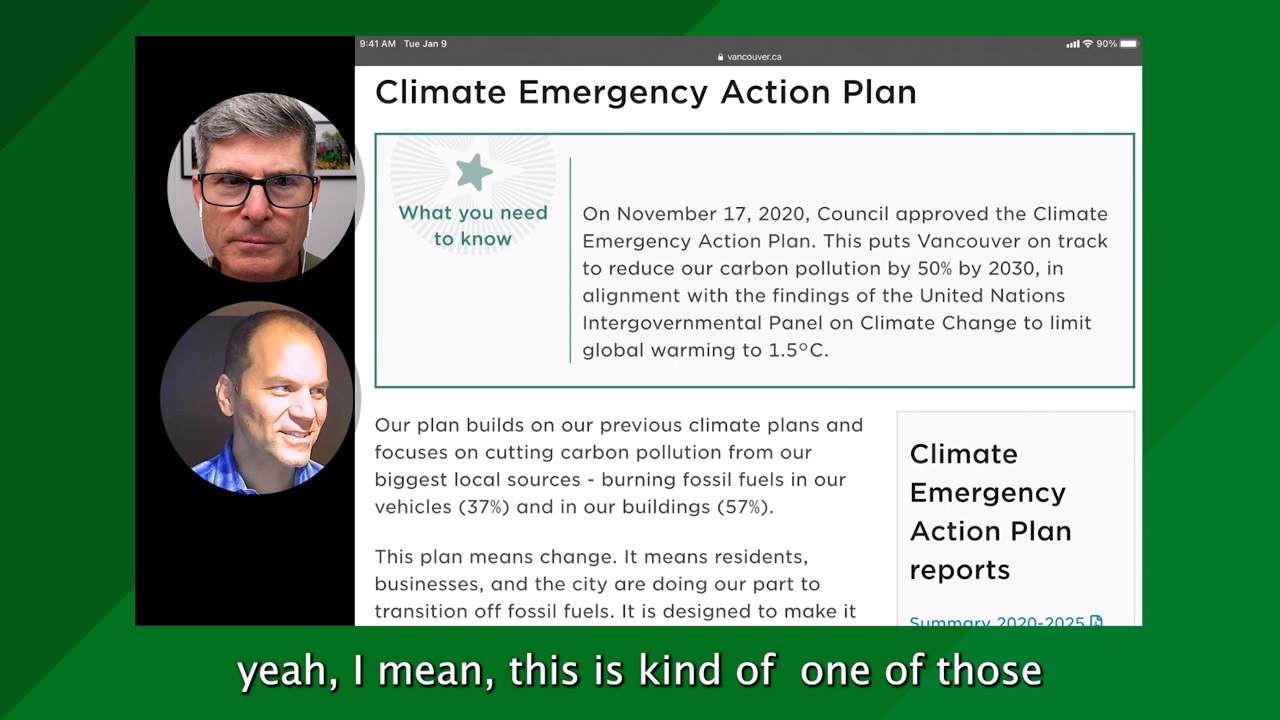 9:41 AM Tue Jan 9
90%
vancouver.ca
Climate Emergency Action Plan
What you need
to know
On November 17, 2020, Council approved the Climate
Emergency Action Plan. This puts Vancouver on track
to reduce our carbon pollution by 50% by 2030, in
alignment with the findings of the United Nations
Intergovernmental Panel on Climate Change to limit
global warming to 1.5°C.
Our plan builds on our previous climate plans and
focuses on cutting carbon pollution from our
biggest local sources - burning fossil fuels in our
vehicles (37%) and in our buildings (57%).
This plan means change. It means residents,
businesses, and the city are doing our part to
transition off fossil fuels. It is designed to make it
Climate
Emergency
Action Plan
reports
Summary 2020-2025
yeah, I mean, this is kind of one of those